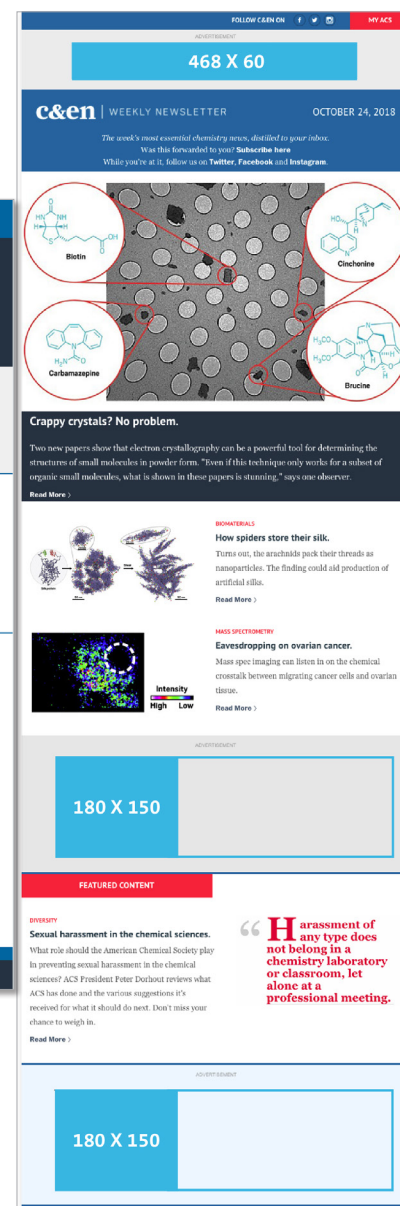 FOLLOW C&EN ON
MY ACS
ADVERTISEMENT
468 X 60
c&en | WEEKLY NEWSLETTER
OCTOBER 24, 2018
The week's most essential chemistry news, distilled to your inbox.
Was this forwarded to you? Subscribe here
While you're at it, follow us on Twitter, Facebook and Instagram.
Biotin
Cinchonine
Carbamazepine
Brucine
Crappy crystals? No problem.
Two new papers show that electron crystallography can be a powerful tool for determining the
structures of small molecules in powder form. "Even if this technique only works for a subset of
organic small molecules, what is shown in these papers is stunning," says one observer.
Read More >
BIOMATERIALS
How spiders store their silk.
Turns out, the arachnids pack their threads as
nanoparticles. The finding could aid production of
artificial silks.
Read More >
MASS SPECTROMETRY
Eavesdropping on ovarian cancer.
Mass spec imaging can listen in on the chemical
crosstalk between migrating cancer cells and ovarian
tissue.
Read More >
Intensity
High Low
ADVERTISEMENT
180 X 150
FEATURED CONTENT
DIVERSITY
Sexual harassment in the chemical sciences.
What role should the American Chemical Society play
in preventing sexual harassment in the chemical
sciences? ACS President Peter Dorhout reviews what
ACS has done and the various suggestions it's
received for what it should do next. Don't miss your
chance to weigh in.
Read More >
“ Harassment of
any type does
not belong in a
chemistry laboratory
or classroom, let
alone at a
professional meeting.
ADVERTISEMENT
180 X 150